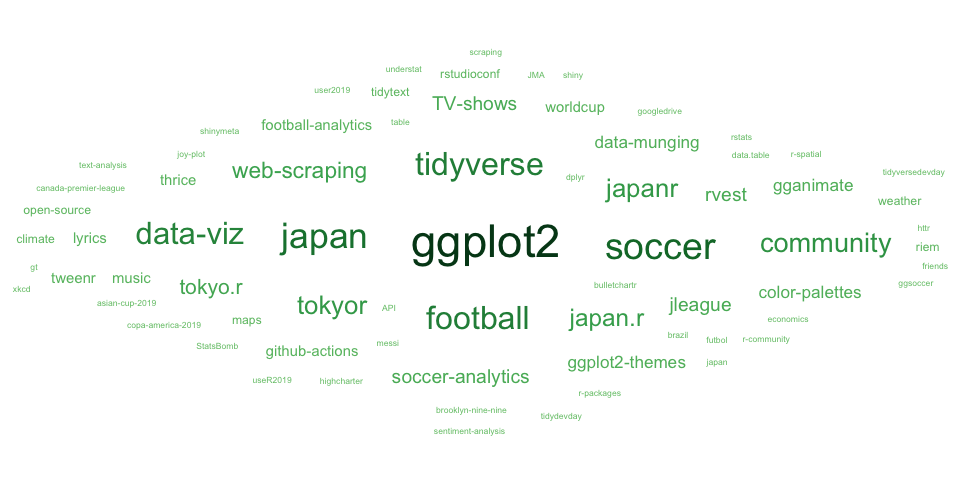 scraping
understat
rstudioconf
JMA
shiny
user2019
tidytext
TV-shows
worldcup
googledrive
shinymeta
football-analytics
table
data-munging
rstats
text-analysis
joy-plot
web-scraping
tidyverse
data.table
r-spatial
canada-premier-league
thrice
dplyr
japanr
rvest
gganimate
tidyversedevday
open-source
weather
climate
lyrics
data-viz
japan
ggplot2
soccer
community
httr
riem
gt
tweenr
music
friends
xkcd
tokyo.r
bulletchartr
color-palettes
ggsoccer
asian-cup-2019
tokyor
API
jleague
copa-america-2019
maps
football
japan.r
economics
StatsBomb
github-actions
messi
brazil
futbol
r-community
useR2019
highcharter
soccer-analytics
ggplot2-themes
japan
r-packages
brooklyn-nine-nine
tidydevday
sentiment-analysis